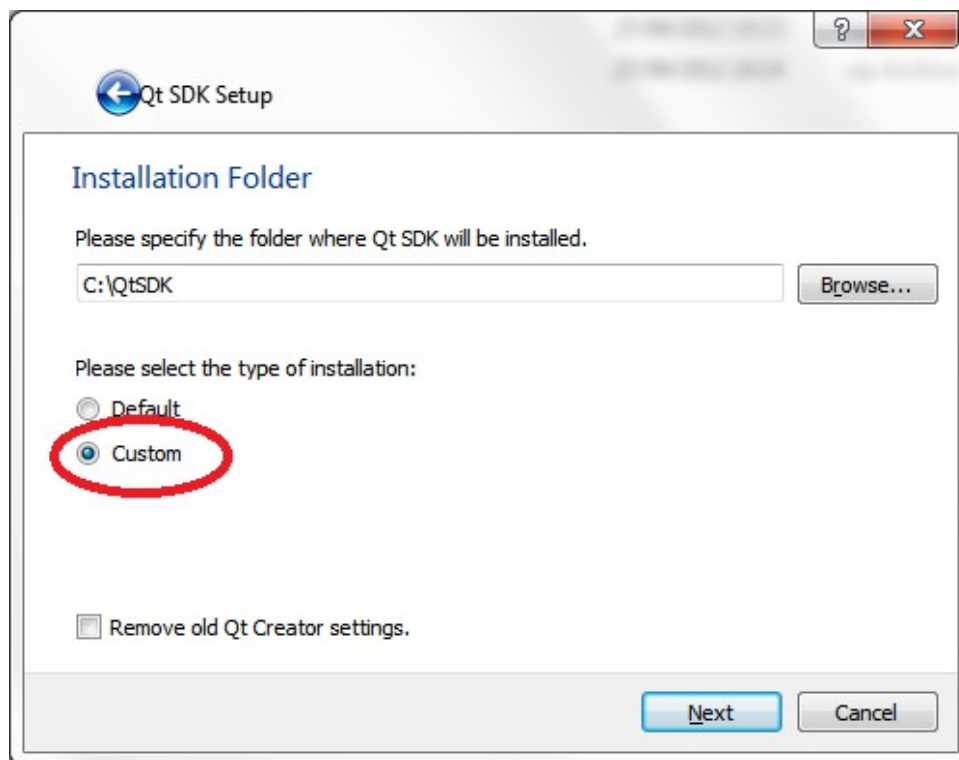 Qt SDK Setup
Installation Folder
Please specify the folder where Qt SDK will be installed.
C:\QtSDK
Browse...
Please select the type of installation:
Default
Custom
Remove old Qt Creator settings.
Next
Cancel